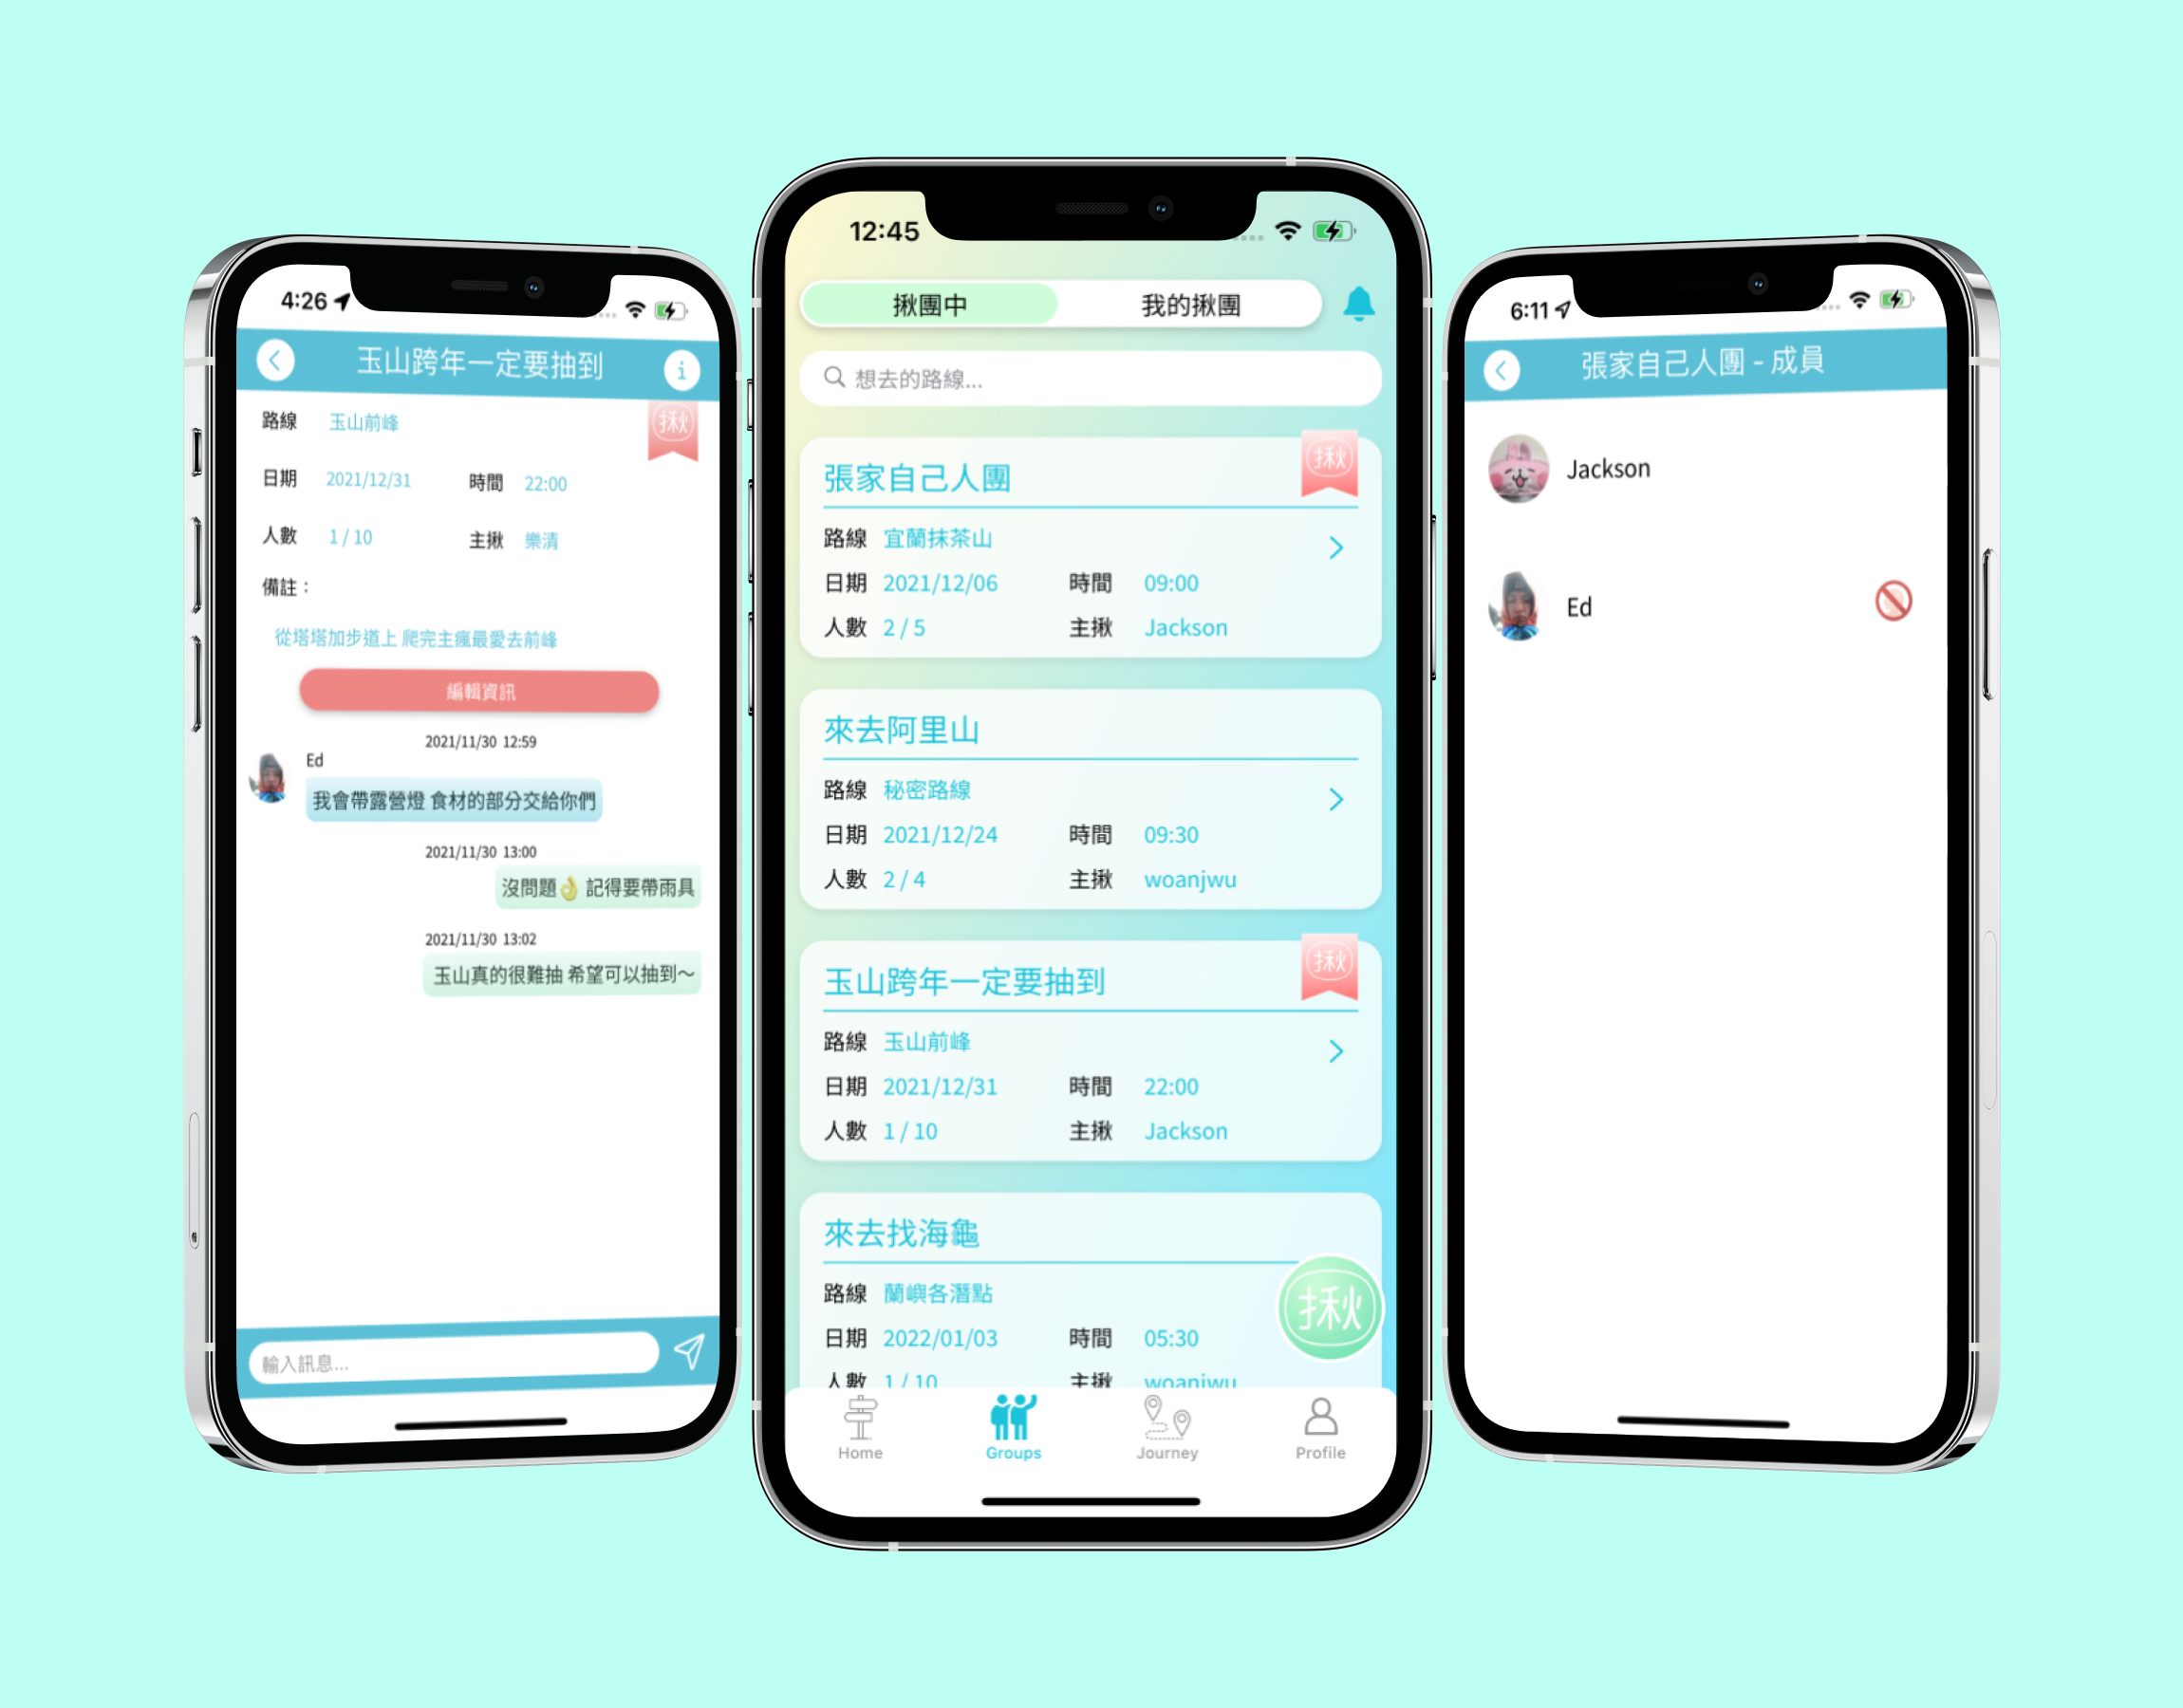 4:26
玉山跨年一定要抽到
路線 玉山前峰
揪
日期 2021/12/31 時間 22:00
人數 1 / 10 主揪 樂清
備註：
從塔塔加步道上 爬完主瘋最愛去前峰
編輯資訊
2021/11/30 12:59
Ed
我會帶露營燈 食材的部分交給你們
2021/11/30 13:00
沒問題👌 記得要帶雨具
2021/11/30 13:02
玉山真的很難抽 希望可以抽到～
輸入訊息...
12:45
揪團中 我的揪團
想去的路線...
張家自己人團
揪
路線 宜蘭抹茶山
日期 2021/12/06 時間 09:00
人數 2 / 5 主揪 Jackson
來去阿里山
路線 秘密路線
日期 2021/12/24 時間 09:30
人數 2 / 4 主揪 woanjwu
玉山跨年一定要抽到
揪
路線 玉山前峰
日期 2021/12/31 時間 22:00
人數 1 / 10 主揪 Jackson
來去找海龜
路線 蘭嶼各潛點
揪
日期 2022/01/03 時間 05:30
人數 1 / 10 主揪 woanjwu
Home Groups Journey Profile
6:11
張家自己人團 - 成員
Jackson
Ed